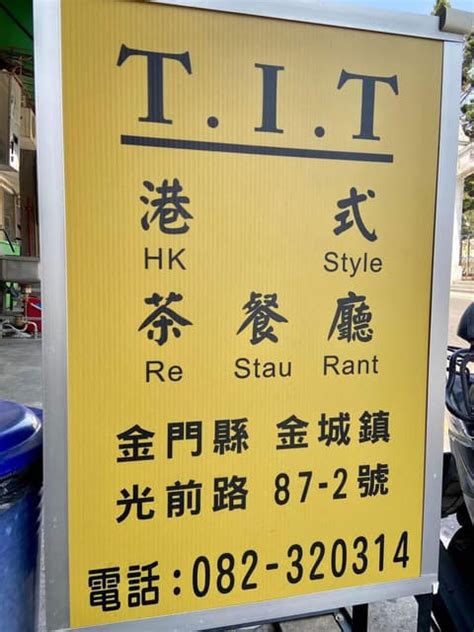 T.I.T
港 式
HK Style
茶 餐 廳
Re Stau Rant
金門縣 金城鎮
光前路 87-2號
電話:082-320314